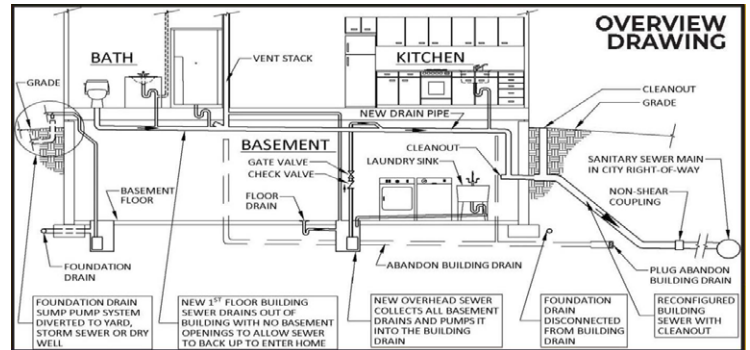 OVERVIEW
DRAWING
BATH
VENT STACK
KITCHEN
GRADE
CLEANOUT
GRADE
NEW DRAIN PIPE
BASEMENT
CLEANOUT
GATE VALVE
CHECK VALVE
LAUNDRY SINK
SANITARY SEWER MAIN
IN CITY RIGHT-OF-WAY
BASEMENT
FLOOR
FLOOR
DRAIN
NON-SHEAR
COUPLING
FOUNDATION
DRAIN
ABANDON BUILDING DRAIN
PLUG ABANDON
BUILDING DRAIN
FOUNDATION DRAIN
SUMP PUMP SYSTEM
DIVERTED TO YARD,
STORM SEWER OR DRY
WELL
NEW 1ST FLOOR BUILDING
SEWER DRAINS OUT OF
BUILDING WITH NO BASEMENT
OPENINGS TO ALLOW SEWER
TO BACK UP TO ENTER HOME
NEW OVERHEAD SEWER
COLLECTS ALL BASEMENT
DRAINS AND PUMPS IT
INTO THE BUILDING
DRAIN
FOUNDATION
DRAIN
DISCONNECTED
FROM BUILDING
DRAIN
RECONFIGURED
BUILDING
SEWER WITH
CLEANOUT